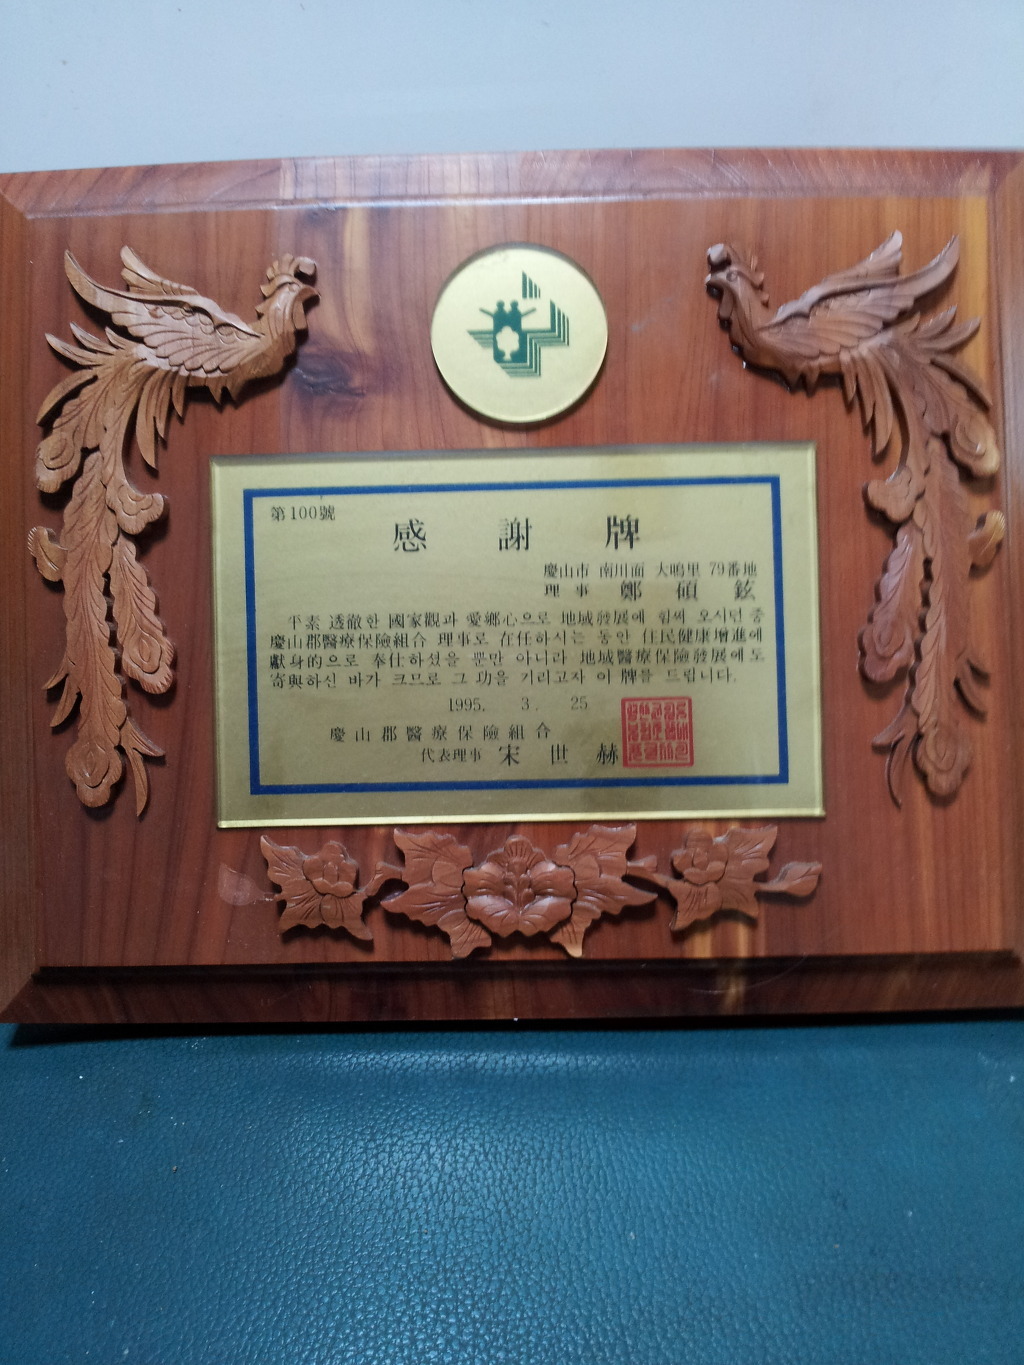 第100號
感謝牌
慶山市 南川面 大鳴里 79番地
理事 鄭碩鉉
平素 透徹한 國家觀과 愛鄕心으로 地域發展에 힘써 오시던 중
慶山郡醫療保險組合 理事로 在任하시는 동안 住民健康增進에
獻身的으로 奉仕하셨을 뿐만 아니라 地域醫療保險發展에도
寄與하신 바가 크므로 그 功을 기리고자 이 牌를 드립니다.
1995. 3. 25
慶山郡醫療保險組合
代表理事 宋世赫